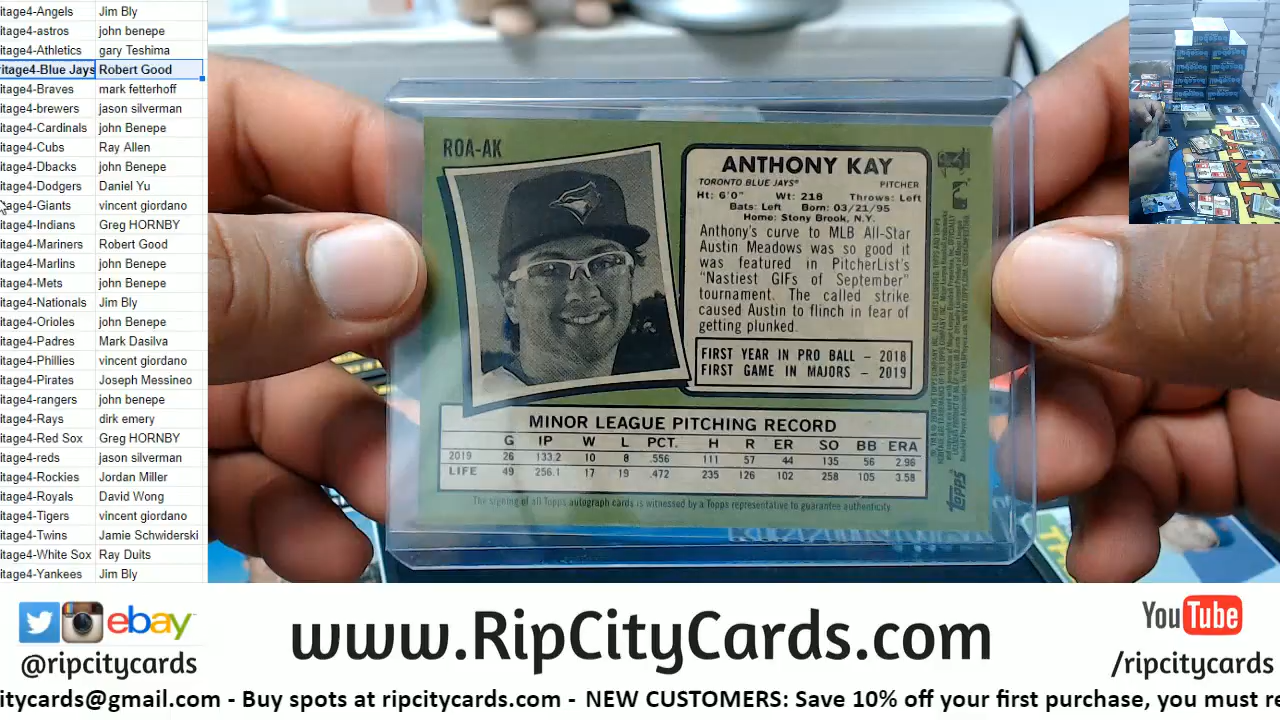 itage4-Angels Jim Bly
itage4-astros john benepe
itage4-Athletics gary Teshima
ritage4-Blue Jays Robert Good
itage4-Braves mark fetterhoff
itage4-brewers jason silverman
itage4-Cardinals john Benepe
itage4-Cubs Ray Allen
itage4-Dbacks john Benepe
itage4-Dodgers Daniel Yu
tage4-Giants vincent giordano
itage4-Indians Greg HORNBY
itage4-Mariners Robert Good
itage4-Marlins john Benepe
itage4-Mets john Benepe
itage4-Nationals Jim Bly
itage4-Orioles john Benepe
itage4-Padres Mark Dasilva
itage4-Phillies vincent giordano
itage4-Pirates Joseph Messineo
itage4-rangers john benepe
itage4-Rays dirk emery
itage4-Red Sox Greg HORNBY
itage4-reds jason silverman
itage4-Rockies Jordan Miller
itage4-Royals David Wong
itage4-Tigers vincent giordano
itage4-Twins Jamie Schwiderski
itage4-White Sox Ray Duits
itage4-Yankees Jim Bly
ROA-AK
ANTHONY KAY
TORONTO BLUE JAYS® PITCHER
Ht: 6'0" Wt: 218 Throws: Left
Bats: Left Born: 03/21/95
Home: Stony Brook, N.Y.
Anthony's curve to MLB All-Star
Austin Meadows was so good it
was featured in PitcherList's
"Nastiest GIFs of September"
tournament. The called strike
caused Austin to flinch in fear of
getting plunked.
FIRST YEAR IN PRO BALL – 2018
FIRST GAME IN MAJORS – 2019
MINOR LEAGUE PITCHING RECORD
G IP W L PCT. H R ER SO BB ERA
2019 26 133.2 10 8 .556 111 57 44 135 56 2.96
LIFE 49 256.1 17 19 .472 235 126 102 258 105 3.58
The signing of all Topps autograph cards is witnessed by a Topps representative to guarantee authenticity.
Topps
ebay
@ripcitycards
www.RipCityCards.com
YouTube
/ripcitycards
citycards@gmail.com - Buy spots at ripcitycards.com - NEW CUSTOMERS: Save 10% off your first purchase, you must re